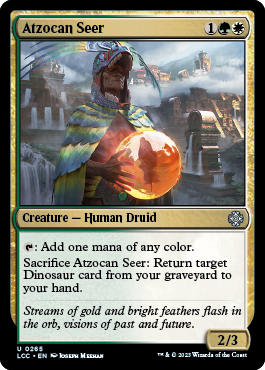 Atzocan Seer 1
Creature — Human Druid
: Add one mana of any color.
Sacrifice Atzocan Seer: Return target
Dinosaur card from your graveyard to
your hand.
Streams of gold and bright feathers flash in
the orb, visions of past and future.
2/3
U 0265
LCC • EN Joseph Meehan
™ & © 2023 Wizards of the Coast